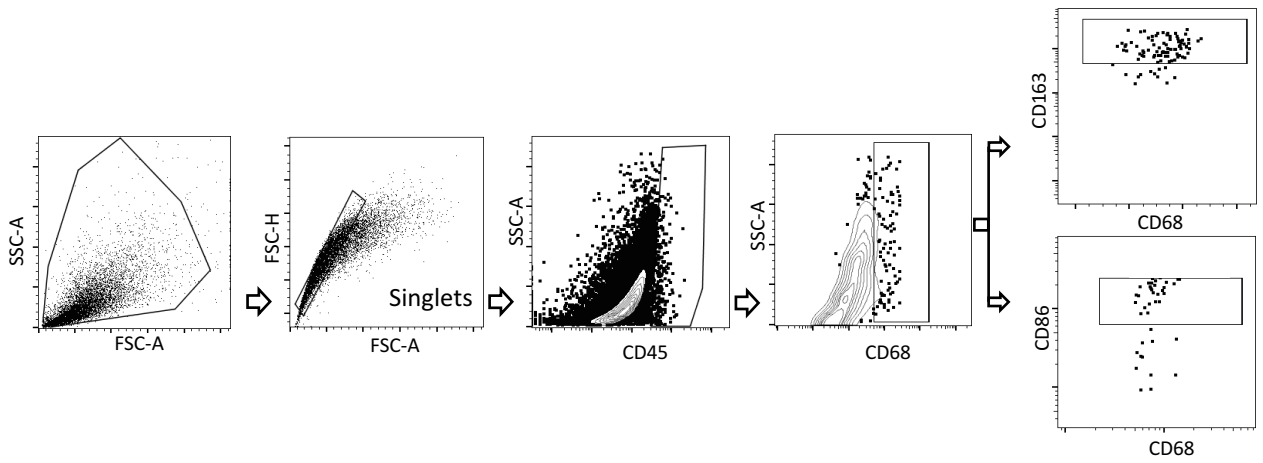 SSC-A
FSC-A
FSC-H
Singlets
FSC-A
SSC-A
CD45
SSC-A
CD68
CD163
CD68
CD86
CD68